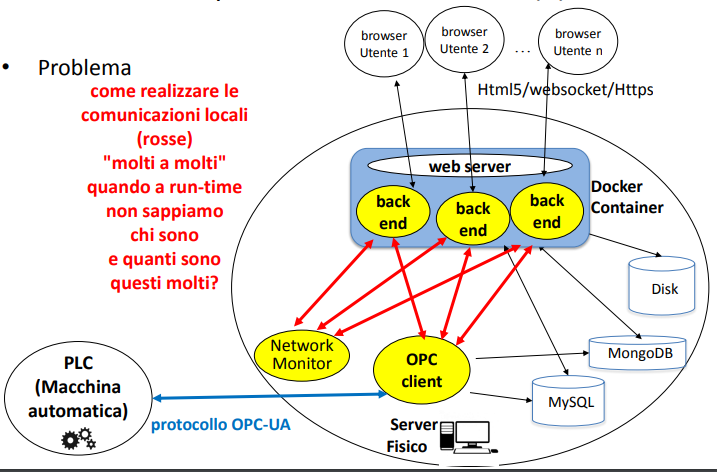 • Problema
come realizzare le
comunicazioni locali
(rosse)
"molti a molti"
quando a run-time
non sappiamo
chi sono
e quanti sono
questi molti?
browser
Utente 1
browser
Utente 2
...
browser
Utente n
Html5/websocket/Https
web server
back
end
back
end
back
end
Docker
Container
Disk
Network
Monitor
OPC
client
MongoDB
MySQL
PLC
(Macchina
automatica)
protocollo OPC-UA
Server
Fisico